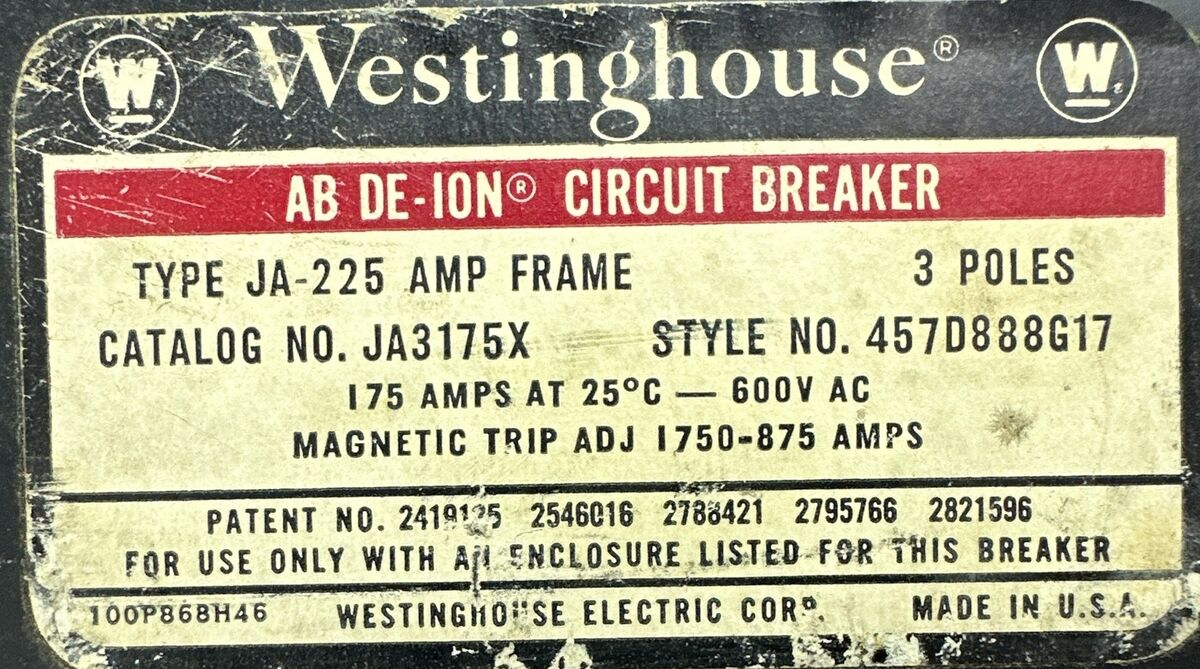 W Westinghouse® W
AB DE-ION® CIRCUIT BREAKER
TYPE JA-225 AMP FRAME 3 POLES
CATALOG NO. JA3175X STYLE NO. 457D888G17
175 AMPS AT 25°C — 600V AC
MAGNETIC TRIP ADJ 1750-875 AMPS
PATENT NO. 2546016 2795766 2821596
FOR USE ONLY WITH AN ENCLOSURE LISTED FOR THIS BREAKER
100P868H46 WESTINGHOUSE ELECTRIC CORP. MADE IN U.S.A.